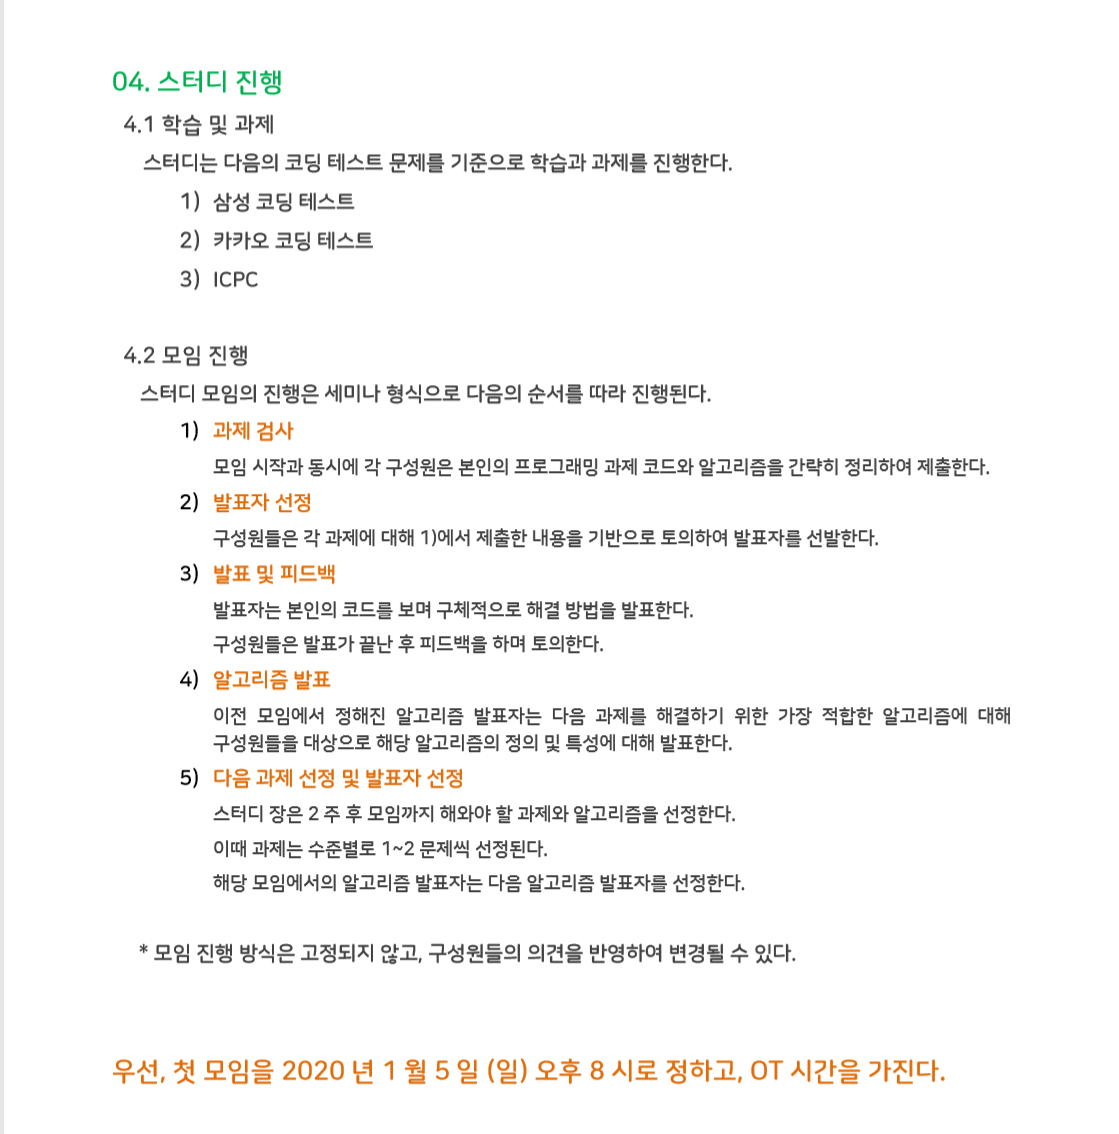 04. 스터디 진행
4.1 학습 및 과제
스터디는 다음의 코딩 테스트 문제를 기준으로 학습과 과제를 진행한다.
1) 삼성 코딩 테스트
2) 카카오 코딩 테스트
3) ICPC
4.2 모임 진행
스터디 모임의 진행은 세미나 형식으로 다음의 순서를 따라 진행된다.
1) 과제 검사
모임 시작과 동시에 각 구성원은 본인의 프로그래밍 과제 코드와 알고리즘을 간략히 정리하여 제출한다.
2) 발표자 선정
구성원들은 각 과제에 대해 1)에서 제출한 내용을 기반으로 토의하여 발표자를 선발한다.
3) 발표 및 피드백
발표자는 본인의 코드를 보며 구체적으로 해결 방법을 발표한다.
구성원들은 발표가 끝난 후 피드백을 하며 토의한다.
4) 알고리즘 발표
이전 모임에서 정해진 알고리즘 발표자는 다음 과제를 해결하기 위한 가장 적합한 알고리즘에 대해
구성원들을 대상으로 해당 알고리즘의 정의 및 특성에 대해 발표한다.
5) 다음 과제 선정 및 발표자 선정
스터디 장은 2 주 후 모임까지 해와야 할 과제와 알고리즘을 선정한다.
이때 과제는 수준별로 1~2 문제씩 선정된다.
해당 모임에서의 알고리즘 발표자는 다음 알고리즘 발표자를 선정한다.
* 모임 진행 방식은 고정되지 않고, 구성원들의 의견을 반영하여 변경될 수 있다.
우선, 첫 모임을 2020 년 1 월 5 일 (일) 오후 8 시로 정하고, OT 시간을 가진다.